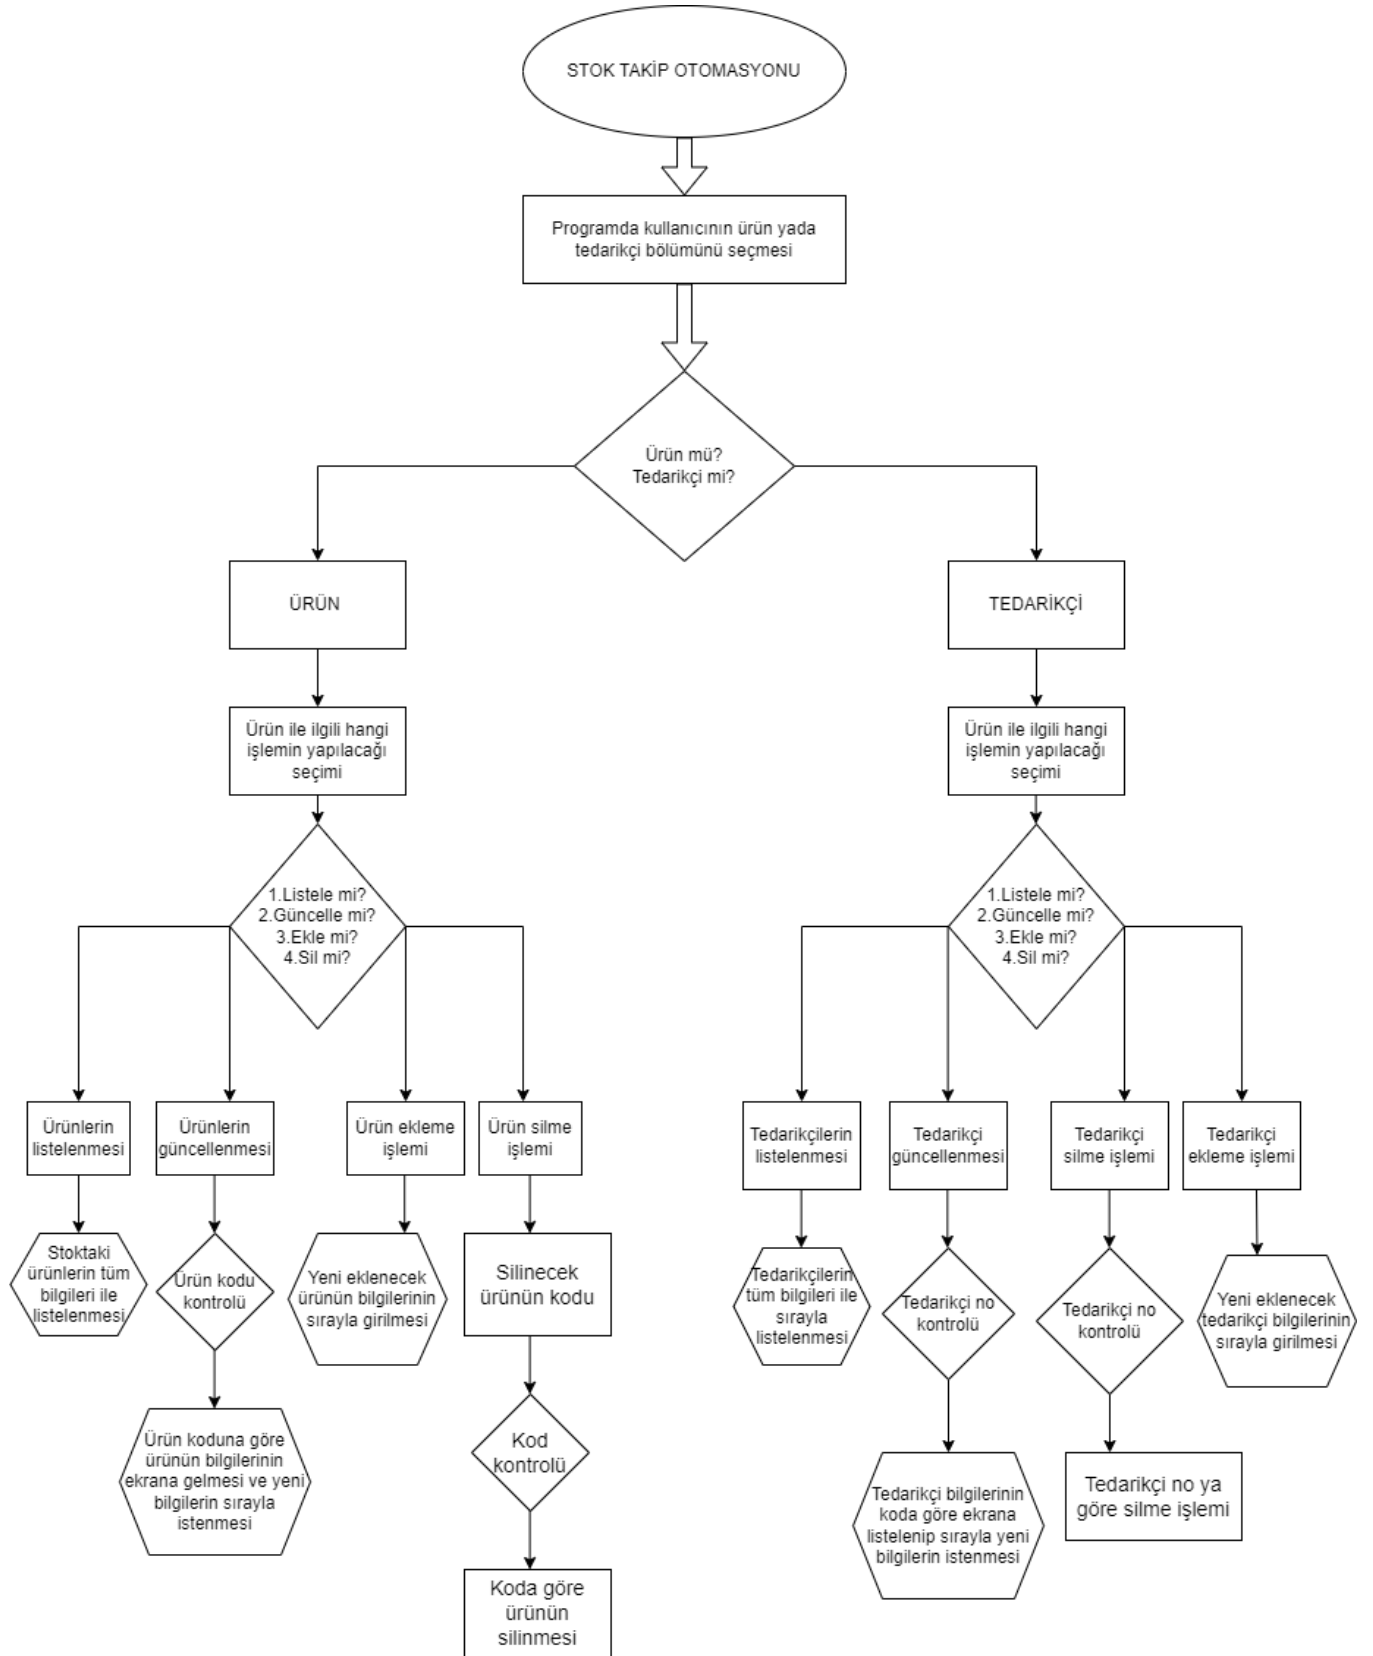 STOK TAKİP OTOMASYONU
Programda kullanıcının ürün yada
tedarikçi bölümünü seçmesi
Ürün mü?
Tedarikçi mi?
ÜRÜN
TEDARİKÇİ
Ürün ile ilgili hangi
işlemin yapılacağı
seçimi
Ürün ile ilgili hangi
işlemin yapılacağı
seçimi
1.Listele mi?
2.Güncelle mi?
3.Ekle mi?
4.Sil mi?
1.Listele mi?
2.Güncelle mi?
3.Ekle mi?
4.Sil mi?
Ürünlerin
listelenmesi
Ürünlerin
güncellenmesi
Ürün ekleme
işlemi
Ürün silme
işlemi
Tedarikçilerin
listelenmesi
Tedarikçi
güncellenmesi
Tedarikçi
silme işlemi
Tedarikçi
ekleme işlemi
Stoktaki
ürünlerin tüm
bilgileri ile
listelenmesi
Ürün kodu
kontrolü
Yeni eklenecek
ürünün bilgilerinin
sırayla girilmesi
Silinecek
ürünün kodu
Tedarikçilerin
tüm bilgileri ile
sırayla
listelenmesi
Tedarikçi no
kontrolü
Tedarikçi no
kontrolü
Yeni eklenecek
tedarikçi bilgilerinin
sırayla girilmesi
Ürün koduna göre
ürünün bilgilerinin
ekrana gelmesi ve yeni
bilgilerin sırayla
istenmesi
Kod
kontrolü
Tedarikçi bilgilerinin
koda göre ekrana
listelenip sırayla yeni
bilgilerin istenmesi
Tedarikçi no ya
göre silme işlemi
Koda göre
ürünün
silinmesi